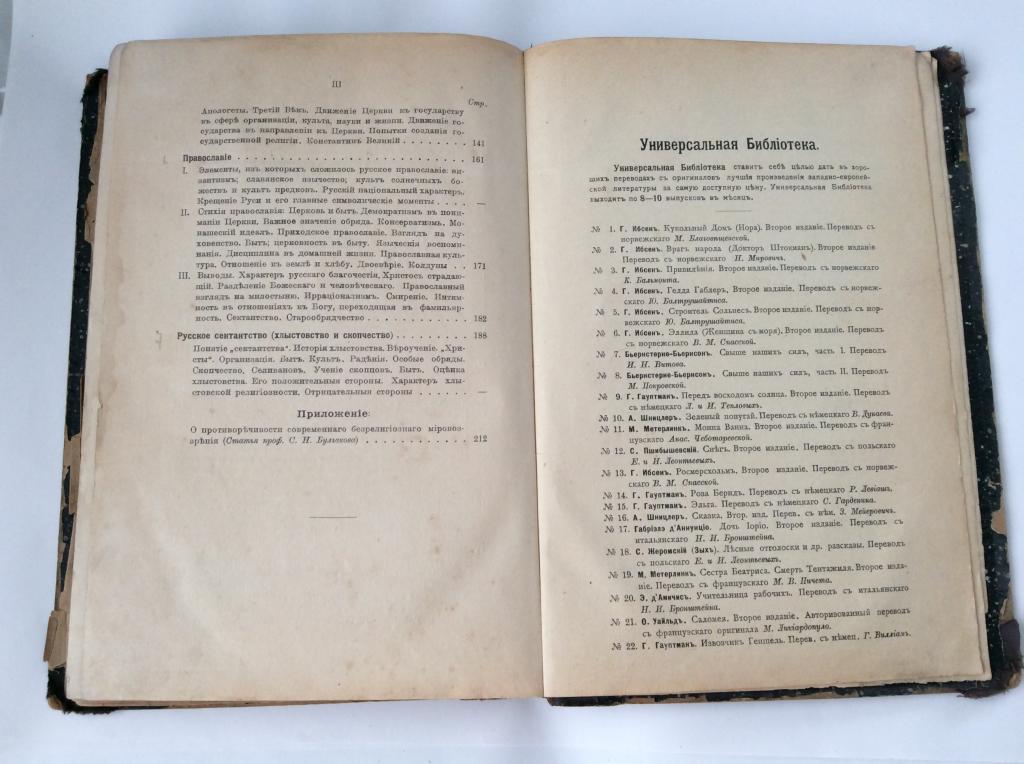 III
Стр.
Апологеты. Третій Вѣкъ. Движеніе Церкви къ государству
въ сферѣ организаціи, культа, науки и жизни. Движеніе го-
сударства въ направленіи къ Церкви. Попытки созданія го-
сударственной религіи. Константинъ Великій . . . . . . . . 141
Православіе . . . . . . . . . . . . . . . . . . . . . . . . . . . 161
I. Элементы, изъ которыхъ сложилось русское православіе: ви-
зантизмъ; славянское язычество; культъ солнечныхъ бо-
жествъ и культъ предковъ. Русскій національный характеръ.
Крещеніе Руси и его главные символическіе моменты . . . . —
II. Стихія православія: Церковь и бытъ. Демократизмъ въ пони-
маніи Церкви. Важное значеніе обряда. Консерватизмъ. Мо-
нашескій идеалъ. Приходское православіе. Взглядъ на ду-
ховенство. Бытъ; церковность въ быту. Языческія воспоми-
нанія. Дисциплина въ домашней жизни. Православная куль-
тура. Отношеніе къ землѣ и хлѣбу. Двоевѣріе. Колдуны . . 171
III. Выводы. Характеръ русскаго благочестія. Христосъ страдаю-
щій. Раздѣленіе Божескаго и человѣческаго. Православный
взглядъ на милостыню. Ирраціонализмъ. Смиреніе. Интим-
ность въ отношеніяхъ къ Богу, переходящая въ фамильяр-
ность. Сектантство. Старообрядчество . . . . . . . . . . . 182
Русское сектантство (хлыстовство и скопчество) . . . . . . . . 188
Понятіе „сектантства“. Исторія хлыстовства. Вѣроученіе. „Хри-
сты“. Организація. Бытъ. Культъ. Радѣнія. Особые обряды.
Скопчество. Селивановъ. Ученіе скопцовъ. Бытъ. Оцѣнка
хлыстовства. Его положительныя стороны. Характеръ хлы-
стовской религіозности. Отрицательныя стороны . . . . . . —
Приложеніе:
О противорѣчивости современнаго безрелигіознаго міровоз-
зрѣнія (Статья проф. С. Н. Булгакова) . . . . . . . . . . . 212
Универсальная Библіотека.
Универсальная Библіотека ставитъ себѣ цѣлью дать въ хоро-
шихъ переводахъ съ оригиналовъ лучшія произведенія западно-европей-
ской литературы за самую доступную цѣну. Универсальная Библіотека
выходитъ по 8—10 выпусковъ въ мѣсяцъ.
№ 1. Г. Ибсенъ. Кукольный Домъ (Нора). Второе изданіе. Переводъ съ
норвежскаго М. Благовѣщенской.
№ 2. Г. Ибсенъ. Врагъ народа (Докторъ Штокманъ). Второе изданіе
Переводъ съ норвежскаго Н. Мировичъ.
№ 3. Г. Ибсенъ. Привидѣнія. Второе изданіе. Переводъ съ норвежскаго
К. Бальмонта.
№ 4. Г. Ибсенъ. Гедда Габлеръ. Второе изданіе. Переводъ съ норвеж-
скаго Ю. Балтрушайтиса.
№ 5. Г. Ибсенъ. Строитель Сольнесъ. Второе изданіе. Переводъ съ нор-
вежскаго Ю. Балтрушайтиса.
№ 6. Г. Ибсенъ. Эллида (Женщина съ моря). Второе изданіе. Переводъ
съ норвежскаго В. М. Спасской.
№ 7. Бьернстерне-Бьернсонъ. Свыше нашихъ силъ, часть I. Переводъ
И. Н. Витова.
№ 8. Бьернстерне-Бьернсонъ. Свыше нашихъ силъ, часть II. Переводъ
М. Покровской.
№ 9. Г. Гауптманъ. Передъ восходомъ солнца. Второе изданіе. Переводъ
съ нѣмецкаго Л. и Н. Тепловыхъ.
№ 10. А. Шницлеръ. Зеленый попугай. Переводъ съ нѣмецкаго В. Дукаева.
№ 11. М. Метерлинкъ. Монна Ванна. Второе изданіе. Переводъ съ фран-
цузскаго Анас. Чеботаревской.
№ 12. С. Пшибышевскій. Снѣгъ. Второе изданіе. Переводъ съ польскаго
Е. и И. Леонтьевыхъ.
№ 13. Г. Ибсенъ. Росмерсхольмъ. Второе изданіе. Переводъ съ норвеж-
скаго В. М. Спасской.
№ 14. Г. Гауптманъ. Роза Берндъ. Переводъ съ нѣмецкаго Р.
№ 15. Г. Гауптманъ. Эльга. Переводъ съ нѣмецкаго С. Гарденина.
№ 16. А. Шницлеръ. Сказка. Втор. изд. Перев. съ нѣм. З. Мейеровичъ.
№ 17. Габріэлэ д'Аннунціо. Дочь Іоріо. Второе изданіе. Переводъ съ
итальянскаго Н. И. Бронштейна.
№ 18. С. Жеромскій (Зыхъ). Лѣсные отголоски и др. разсказы. Переводъ
съ польскаго Е. и И. Леонтьевыхъ.
№ 19. М. Метерлинкъ. Сестра Беатриса. Смерть Тентажиля. Второе изда-
ніе. Переводъ съ французскаго М. В. Пичета.
№ 20. Э. д'Амичисъ. Учительница рабочихъ. Переводъ съ итальянскаго
Н. И. Бронштейна.
№ 21. О. Уайльдъ. Саломея. Второе изданіе. Авторизованный переводъ
съ французскаго оригинала М. Ликіардопуло.
№ 22. Г. Гауптманъ. Извозчикъ Геншель. Перев. съ нѣмец. Г. Вилліам.